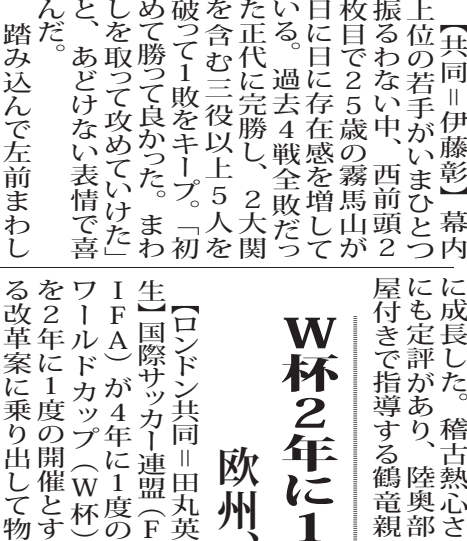 【共同＝伊藤彰】幕内
上位の若手がいまひとつ
振るわない中、西前頭2
枚目で25歳の霧馬山が
日に日に存在感を増して
いる。過去4戦全敗だっ
た正代に完勝し、2大関
を含む三役以上5人を
破って1敗をキープ。「初
めて勝って良かった。まわ
しを取って攻めていけた」
と、あどけない表情で喜
んだ。
踏み込んで左前まわし
に成長した。稽古熱心さ
にも定評があり、陸奥部
屋付きで指導する鶴竜親
W杯2年に1
欧州、
【ロンドン共同＝田丸英
生】国際サッカー連盟（F
IFA）が4年に1度の
ワールドカップ（W杯）
を2年に1度の開催とす
る改革案に乗り出して物